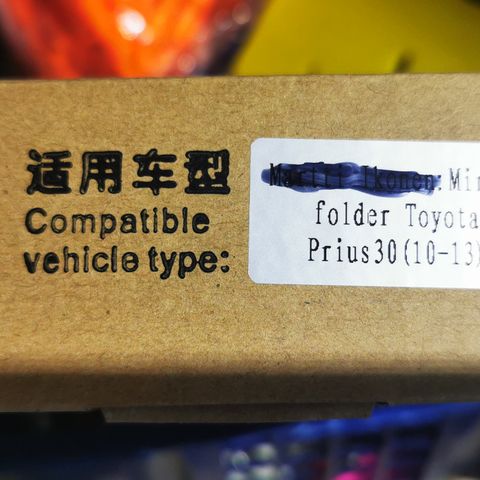 适用车型
Compatible
vehicle type:
:Mir
folder Toyota
Prius30(10-13)